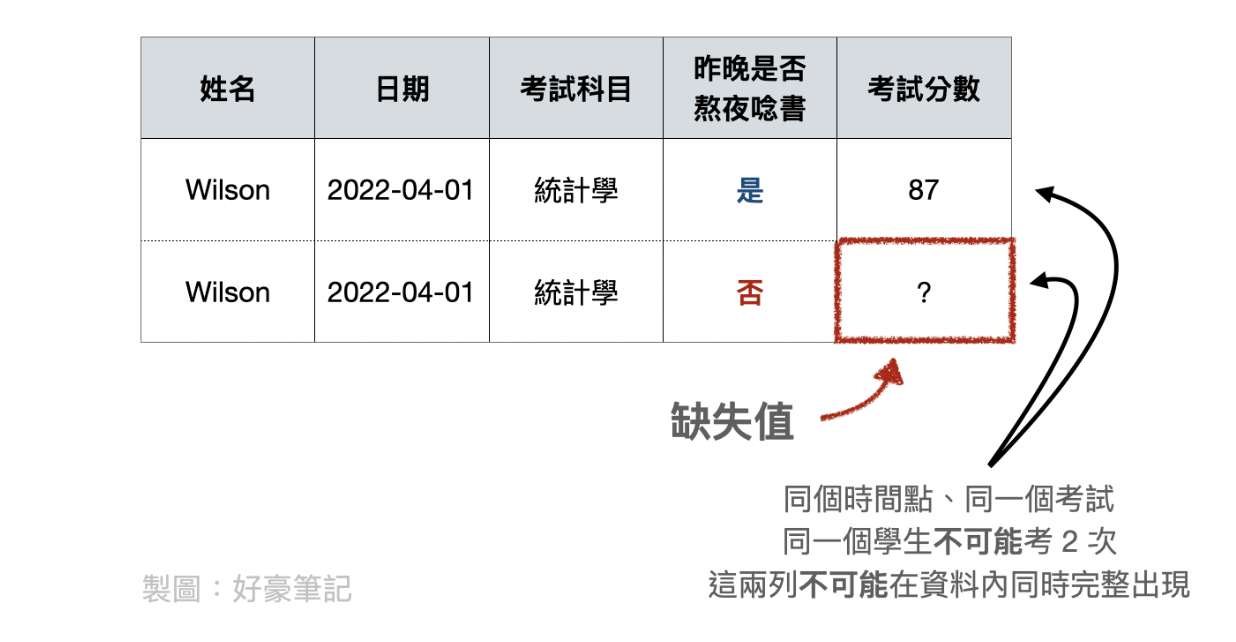 姓名 日期 考試科目 昨晚是否 考試分數
熬夜唸書
Wilson 2022-04-01 統計學 是 87
Wilson 2022-04-01 統計學 否 ?
缺失值
同個時間點、同一個考試
同一個學生不可能考 2 次
這兩列不可能在資料內同時完整出現
製圖：好豪筆記